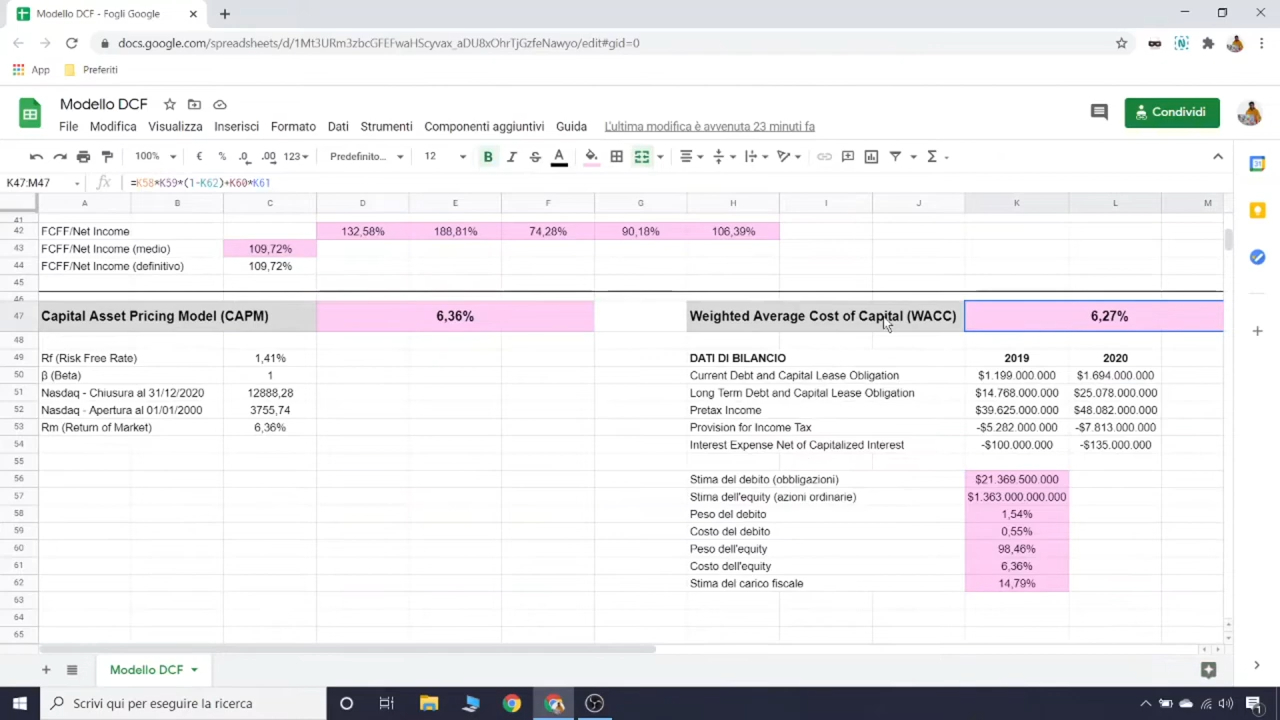 Modello DCF - Fogli Google
docs.google.com/spreadsheets/d/1Mt3URm3zbcGFEFwaHScyvax_aDU8xOhrTjGzfeNawyo/edit#gid=0
App Preferiti
Modello DCF
Condividi
File Modifica Visualizza Inserisci Formato Dati Strumenti Componenti aggiuntivi Guida L'ultima modifica è avvenuta 23 minuti fa
100% € % .0 .00 123 Predefinito... 12 B I S A Σ
K47:M47 fx =K58*K59*(1-K62)+K60*K61
A B C D E F G H I J K L M
41
42 FCFF/Net Income 132,58% 188,81% 74,28% 90,18% 106,39%
43 FCFF/Net Income (medio) 109,72%
44 FCFF/Net Income (definitivo) 109,72%
45
46
47 Capital Asset Pricing Model (CAPM) 6,36% Weighted Average Cost of Capital (WACC) 6,27%
48
49 Rf (Risk Free Rate) 1,41% DATI DI BILANCIO 2019 2020
50 β (Beta) 1 Current Debt and Capital Lease Obligation $1.199.000.000 $1.694.000.000
51 Nasdaq - Chiusura al 31/12/2020 12888,28 Long Term Debt and Capital Lease Obligation $14.768.000.000 $25.078.000.000
52 Nasdaq - Apertura al 01/01/2000 3755,74 Pretax Income $39.625.000.000 $48.082.000.000
53 Rm (Return of Market) 6,36% Provision for Income Tax -$5.282.000.000 -$7.813.000.000
54 Interest Expense Net of Capitalized Interest -$100.000.000 -$135.000.000
55
56 Stima del debito (obbligazioni) $21.369.500.000
57 Stima dell'equity (azioni ordinarie) $1.363.000.000.000
58 Peso del debito 1,54%
59 Costo del debito 0,55%
60 Peso dell'equity 98,46%
61 Costo dell'equity 6,36%
62 Stima del carico fiscale 14,79%
63
64
65
Modello DCF
Scrivi qui per eseguire la ricerca